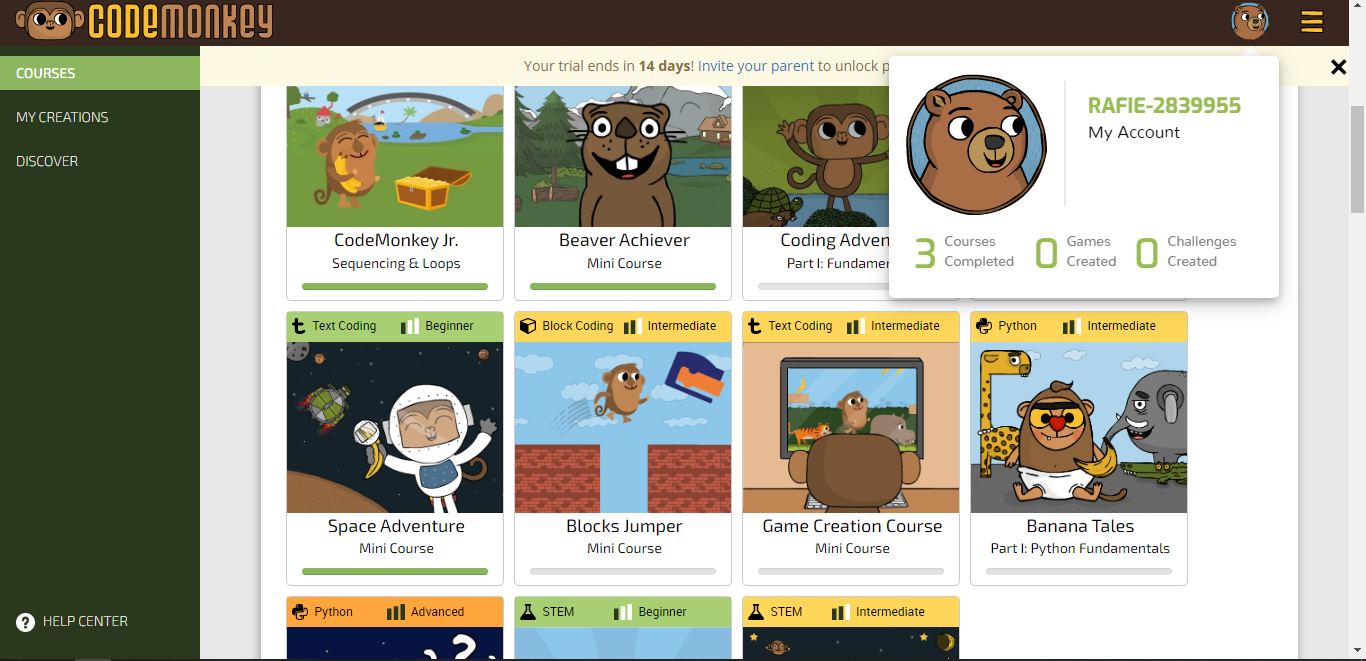 CODEMONKEY
COURSES
MY CREATIONS
DISCOVER
HELP CENTER
Your trial ends in 14 days! Invite your parent to unlock
RAFIE-2839955
My Account
3 Courses Completed
0 Games Created
0 Challenges Created
CodeMonkey Jr.
Sequencing & Loops
Beaver Achiever
Mini Course
Coding
Part I:
Text Coding Beginner
Space Adventure
Mini Course
Block Coding Intermediate
Blocks Jumper
Mini Course
Text Coding Intermediate
Game Creation Course
Mini Course
Python Intermediate
Banana Tales
Part I: Python Fundamentals
Python Advanced
STEM Beginner
STEM Intermediate